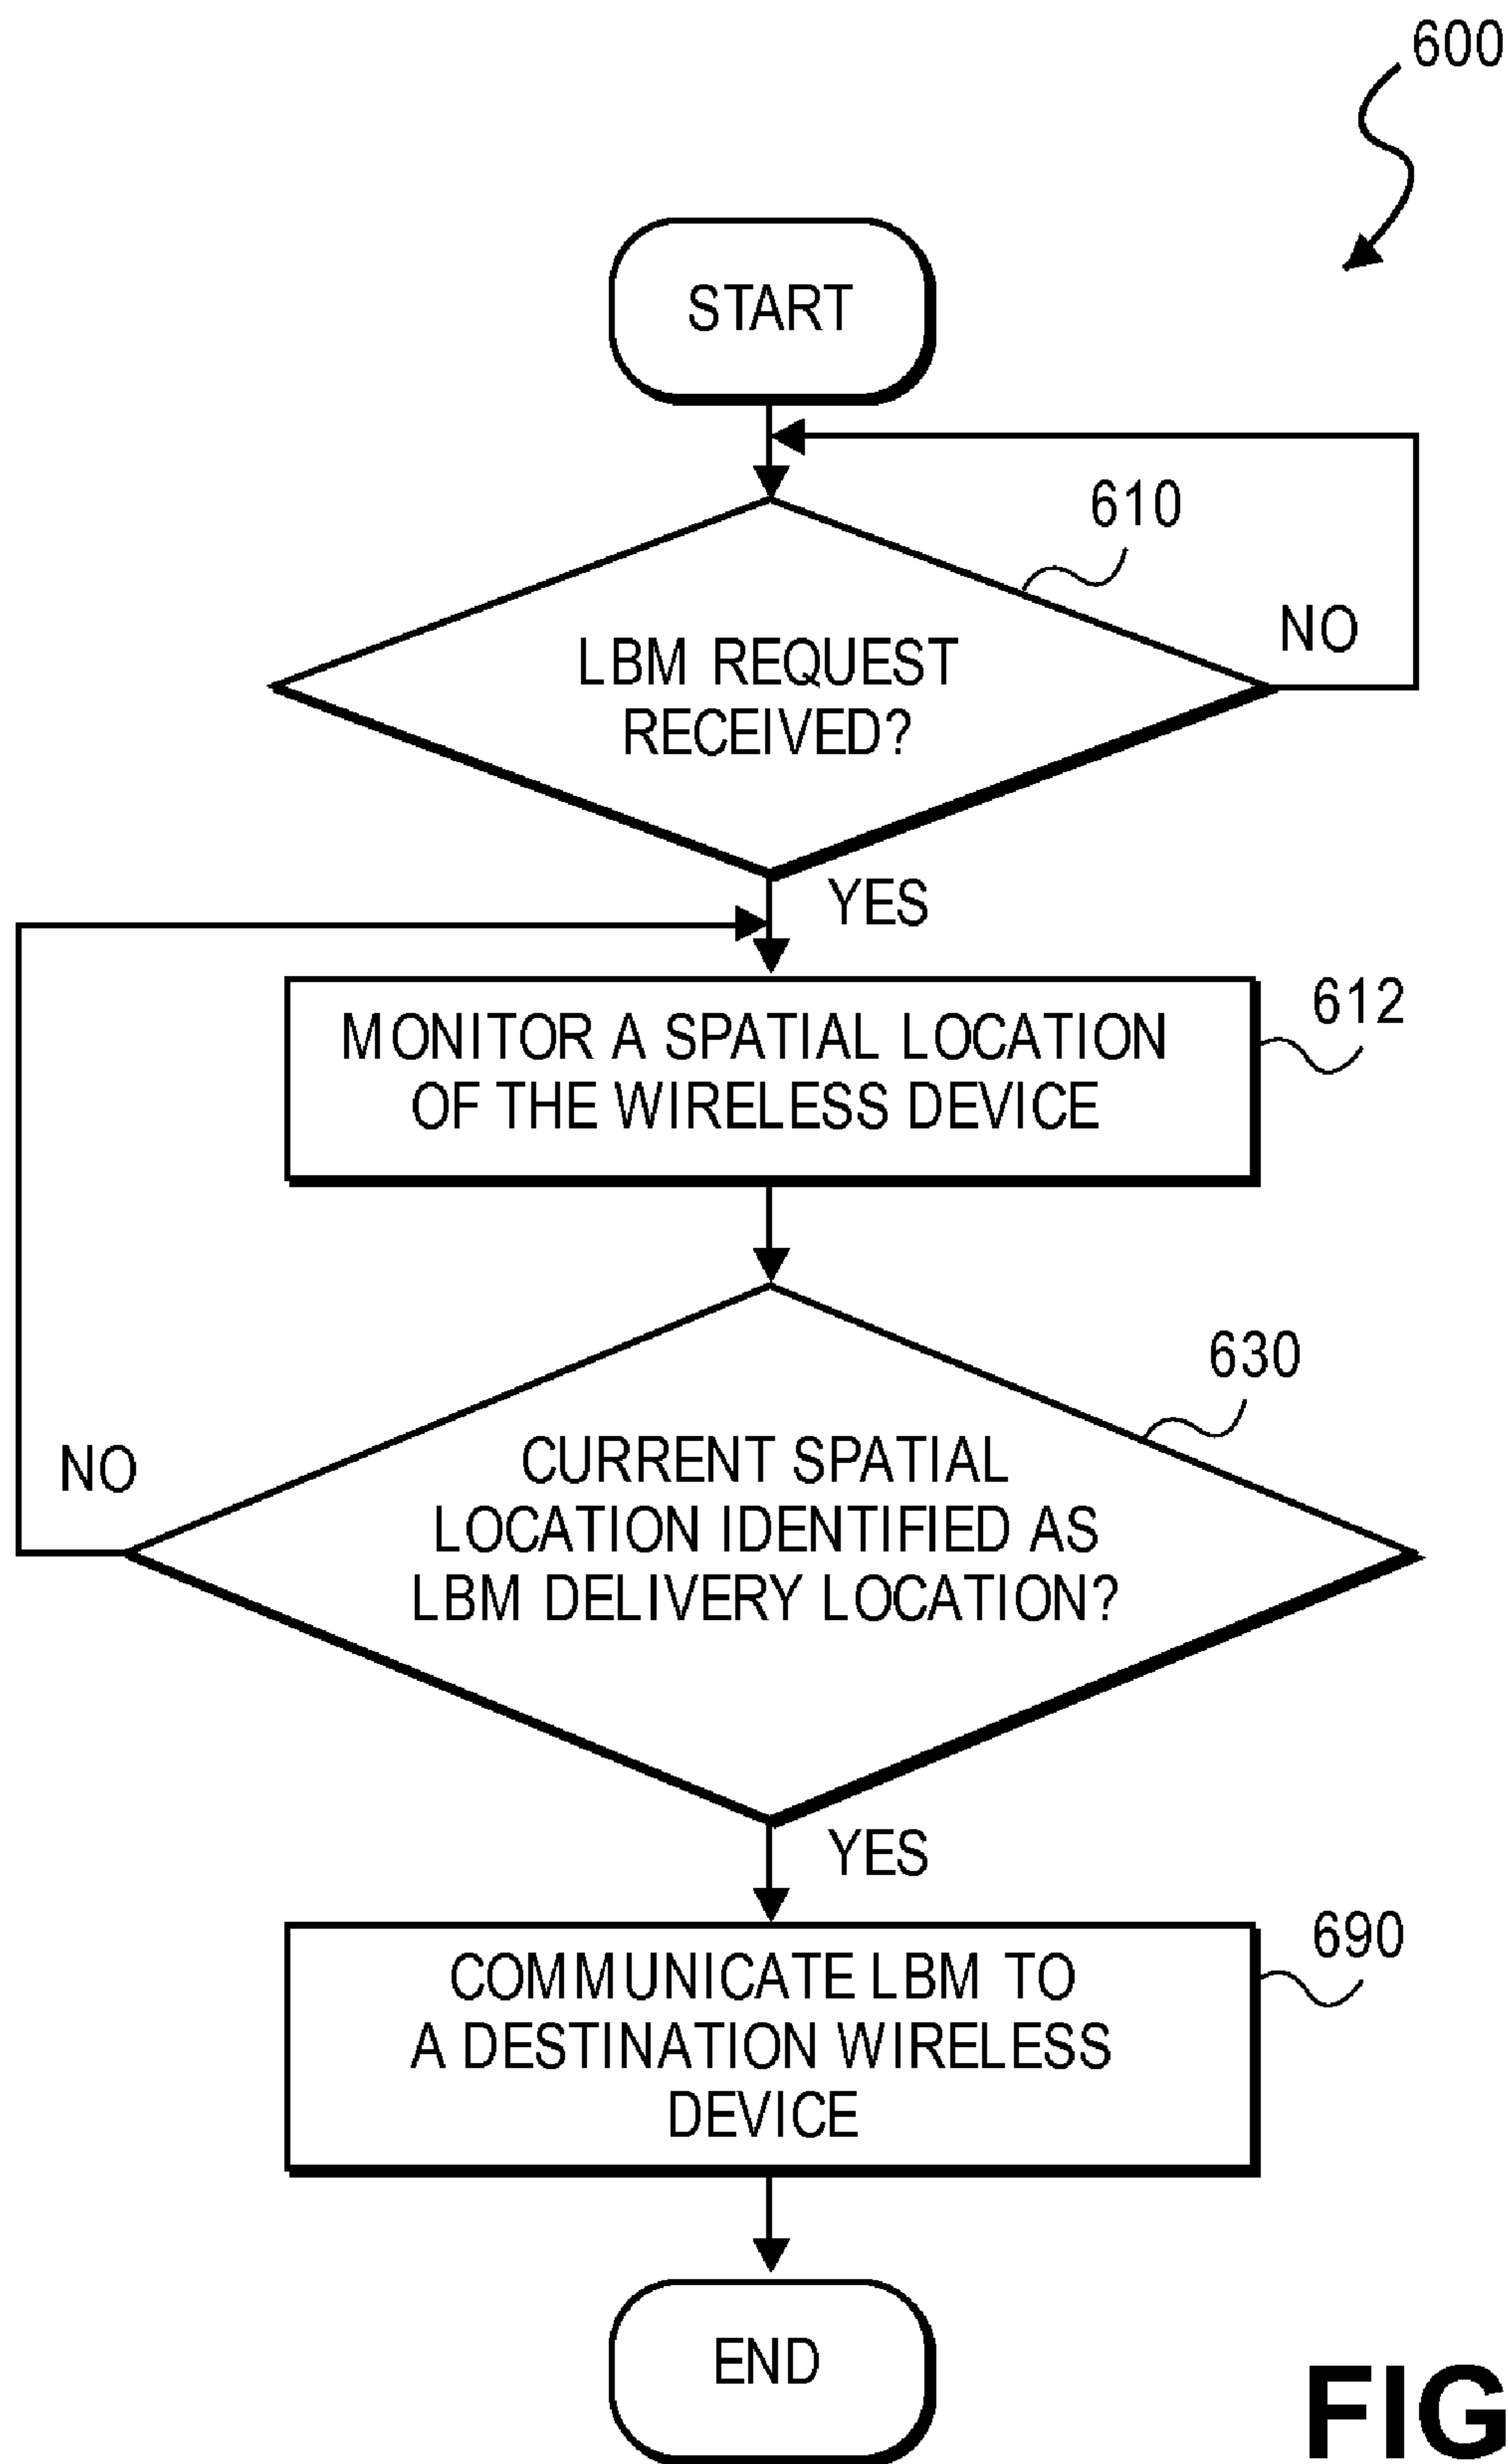 600
START
610
NO
LBM REQUEST
RECEIVED?
YES
612
MONITOR A SPATIAL LOCATION
OF THE WIRELESS DEVICE
630
NO
CURRENT SPATIAL
LOCATION IDENTIFIED AS
LBM DELIVERY LOCATION?
YES
690
COMMUNICATE LBM TO
A DESTINATION WIRELESS
DEVICE
END
FIG